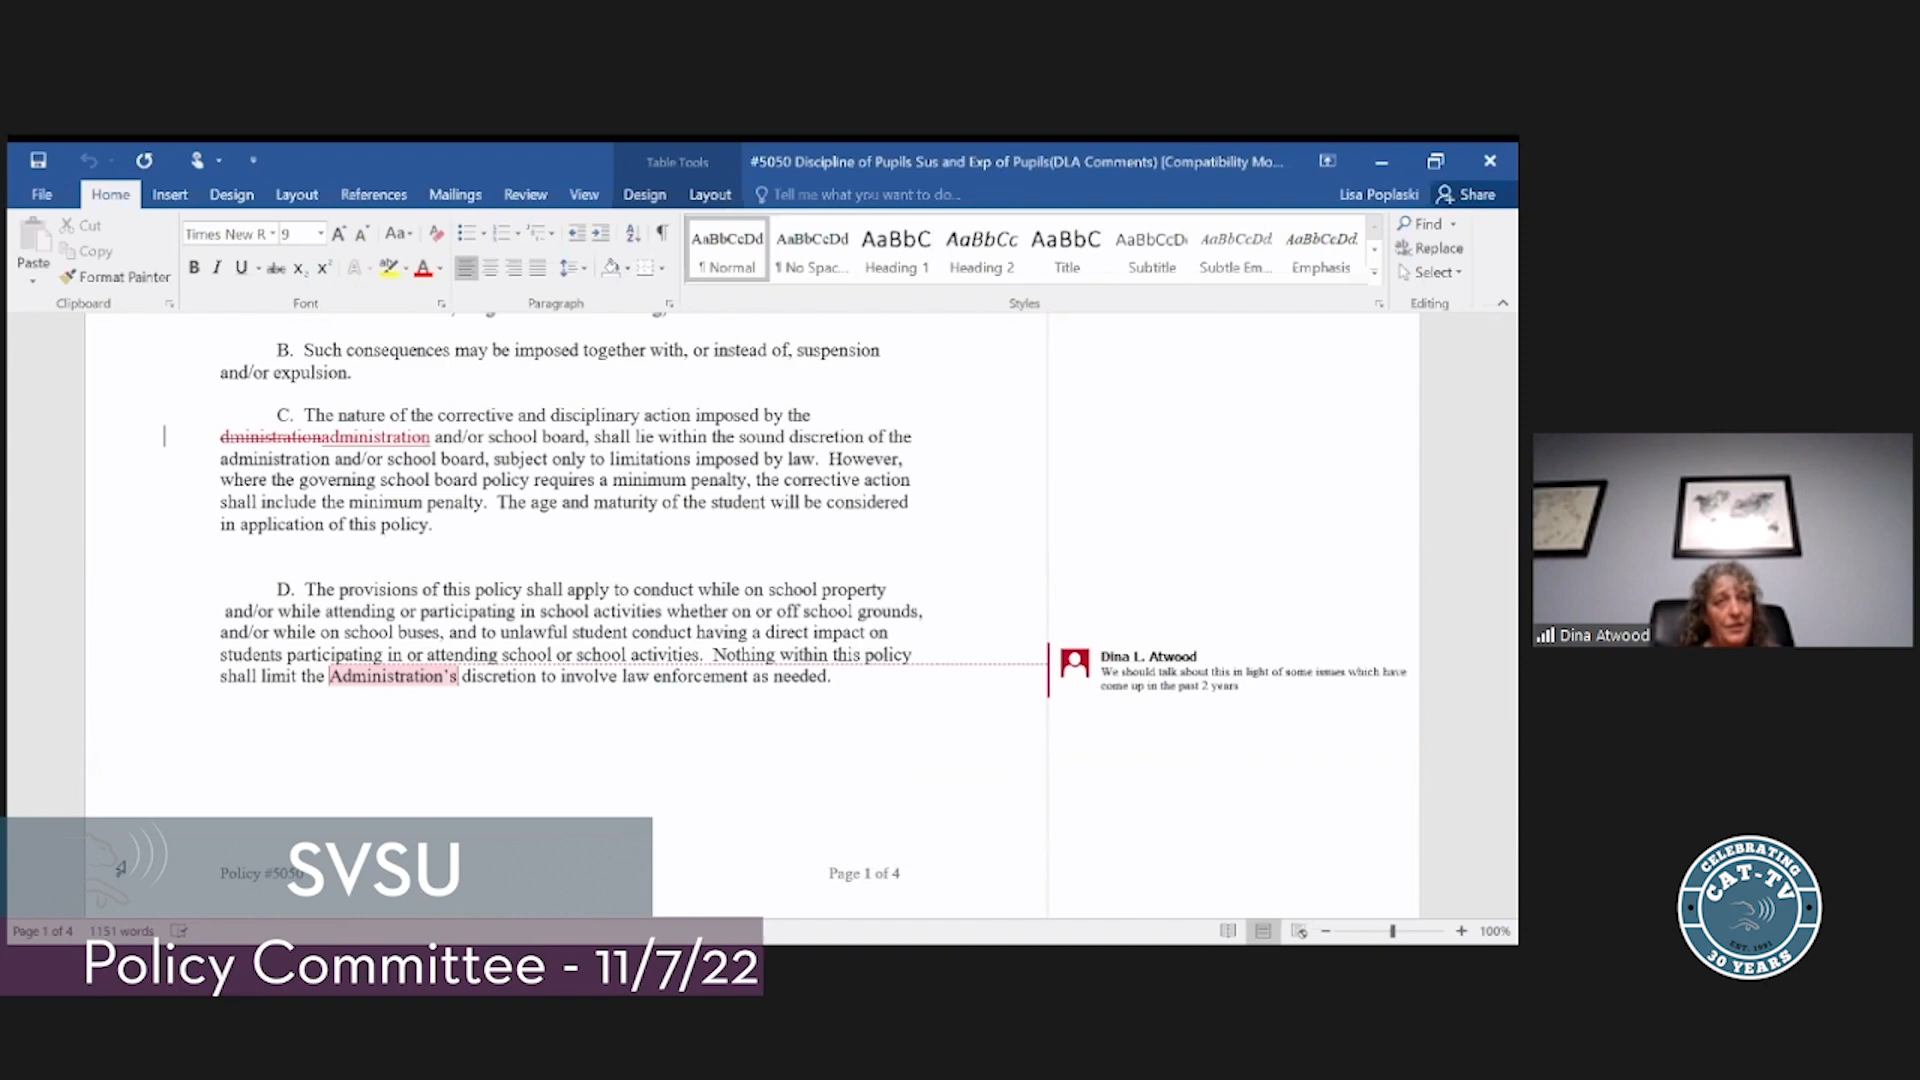 Table Tools
#5050 Discipline of Pupils Sus and Exp of Pupils(DLA Comments) [Compatibility Mo...
File Home Insert Design Layout References Mailings Review View Design Layout Tell me what you want to do...
Lisa Poplaski Share
Paste
Cut
Copy
Format Painter
Clipboard
Times New R 9
Font
Paragraph
AaBbCcDd AaBbCcDd AaBbC AaBbCc AaBbC AaBbCcD AaBbCcDd AaBbCcDd
¶ Normal ¶ No Spac... Heading 1 Heading 2 Title Subtitle Subtle Em... Emphasis
Styles
Find
Replace
Select
Editing
B. Such consequences may be imposed together with, or instead of, suspension
and/or expulsion.
C. The nature of the corrective and disciplinary action imposed by the
dministrationadministration and/or school board, shall lie within the sound discretion of the
administration and/or school board, subject only to limitations imposed by law. However,
where the governing school board policy requires a minimum penalty, the corrective action
shall include the minimum penalty. The age and maturity of the student will be considered
in application of this policy.
D. The provisions of this policy shall apply to conduct while on school property
and/or while attending or participating in school activities whether on or off school grounds,
and/or while on school buses, and to unlawful student conduct having a direct impact on
students participating in or attending school or school activities. Nothing within this policy
shall limit the Administration's discretion to involve law enforcement as needed.
Dina L. Atwood
We should talk about this in light of some issues which have
come up in the past 2 years
Dina Atwood
Policy #5050
Page 1 of 4
SVSU
Page 1 of 4 1151 words
100%
Policy Committee - 11/7/22
CELEBRATING
CAT-TV
EST. 1991
30 YEARS